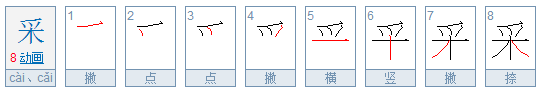 采 1 2 3 4 5 6 7 8
8 动画
cài、cǎi 撇 点 点 撇 横 竖 撇 捺